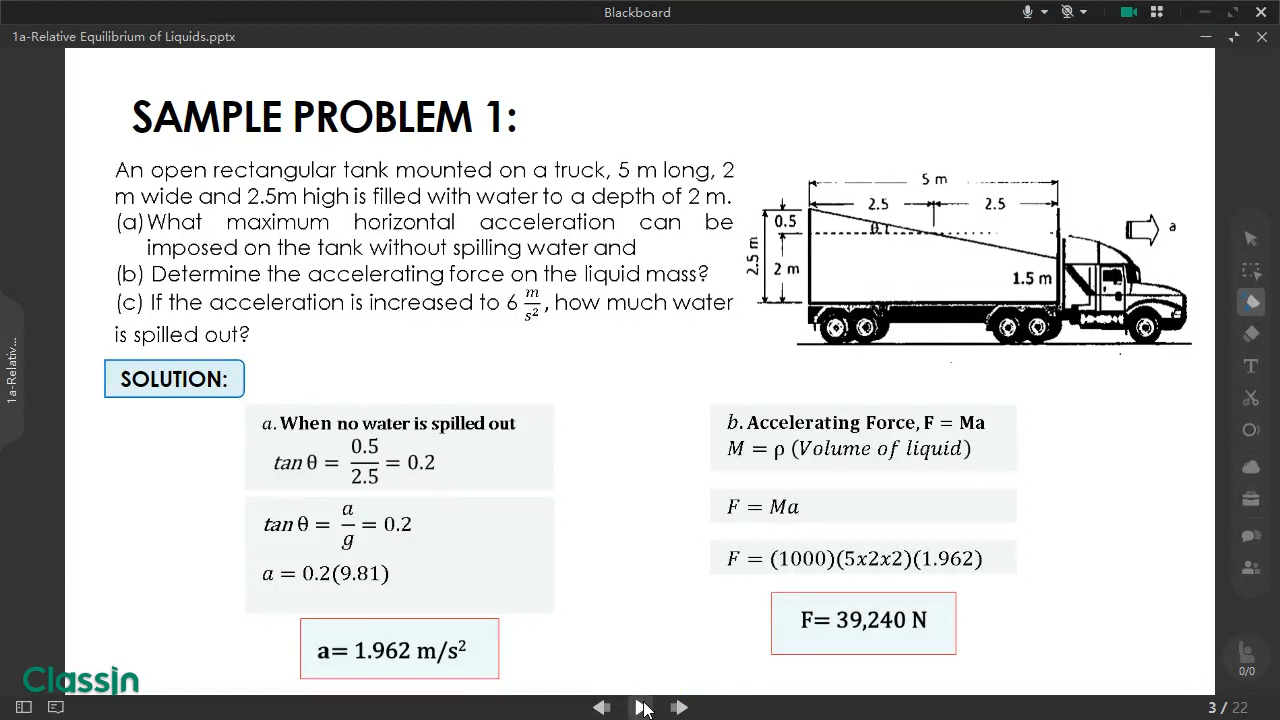 Blackboard
1a-Relative Equilibrium of Liquids.pptx
SAMPLE PROBLEM 1:
An open rectangular tank mounted on a truck, 5 m long, 2
m wide and 2.5m high is filled with water to a depth of 2 m.
(a) What maximum horizontal acceleration can be
imposed on the tank without spilling water and
(b) Determine the accelerating force on the liquid mass?
(c) If the acceleration is increased to 6 m/s², how much water
is spilled out?
5 m
2.5 2.5
0.5
θ
2.5 m
2 m
1.5 m
a
SOLUTION:
a. When no water is spilled out
tan θ = 0.5/2.5 = 0.2
tan θ = a/g = 0.2
a = 0.2(9.81)
a= 1.962 m/s²
b. Accelerating Force, F = Ma
M = ρ (Volume of liquid)
F = Ma
F = (1000)(5x2x2)(1.962)
F= 39,240 N
1a-Relativ...
T
0/0
ClassIn
3 / 22